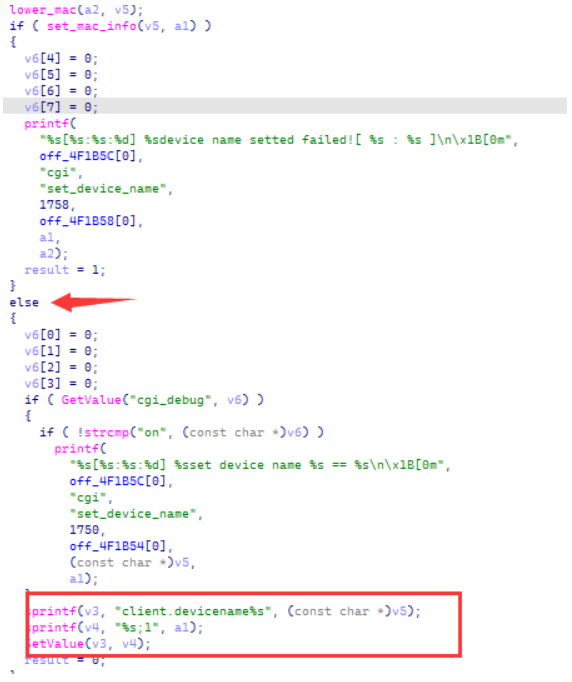 lower_mac(a2, v5);
if ( set_mac_info(v5, a1) )
{
v6[4] = 0;
v6[5] = 0;
v6[6] = 0;
v6[7] = 0;
printf(
"%s[%s:%s:%d] %sdevice name setted failed![ %s : %s ]\n\x1B[0m",
off_4F1B5C[0],
"cgi",
"set_device_name",
1758,
off_4F1B58[0],
a1,
a2);
result = 1;
}
else
{
v6[0] = 0;
v6[1] = 0;
v6[2] = 0;
v6[3] = 0;
if ( GetValue("cgi_debug", v6) )
{
if ( !strcmp("on", (const char *)v6) )
printf(
"%s[%s:%s:%d] %sset device name %s == %s\n\x1B[0m",
off_4F1B5C[0],
"cgi",
"set_device_name",
1750,
off_4F1B54[0],
(const char *)v5,
a1);
}
sprintf(v3, "client.devicename%s", (const char *)v5);
sprintf(v4, "%s;1", a1);
SetValue(v3, v4);
result = 0;